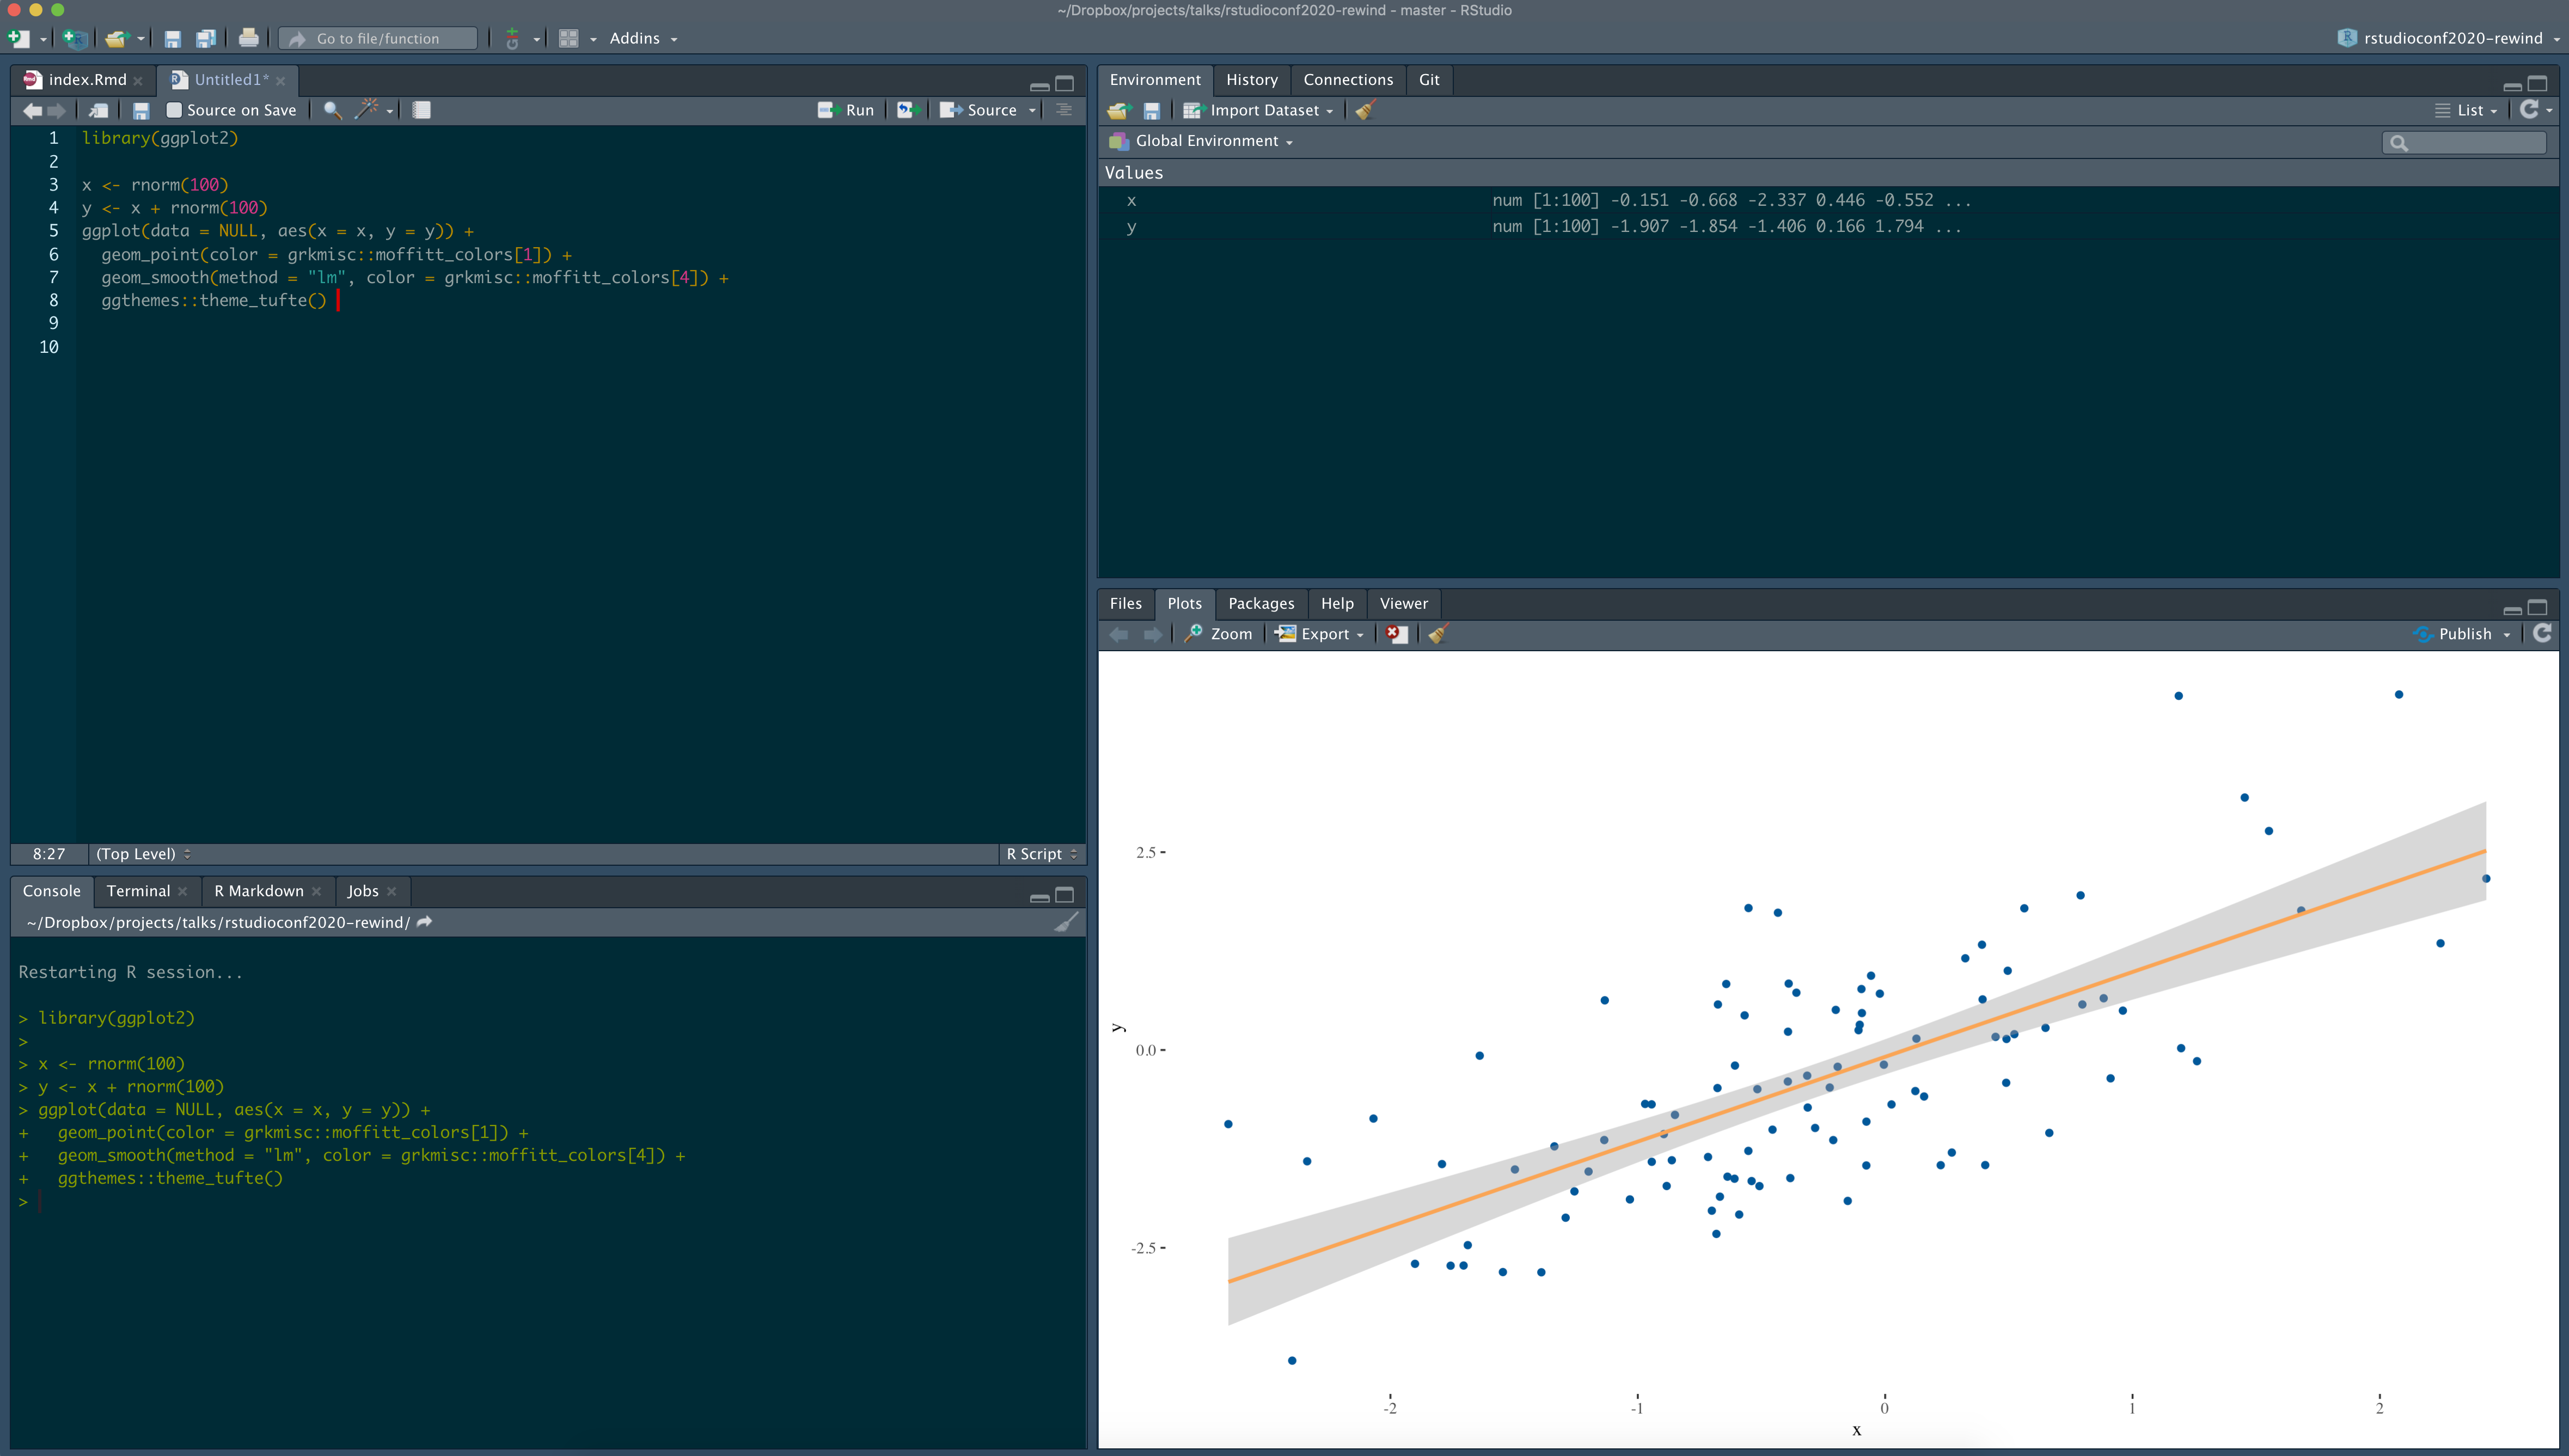 ~/Dropbox/projects/talks/rstudioconf2020-rewind - master - RStudio
Go to file/function
Addins
rstudioconf2020-rewind
index.Rmd
Untitled1*
Source on Save
Run
Source
1 library(ggplot2)
2
3 x <- rnorm(100)
4 y <- x + rnorm(100)
5 ggplot(data = NULL, aes(x = x, y = y)) +
6 geom_point(color = grkmisc::moffitt_colors[1]) +
7 geom_smooth(method = "lm", color = grkmisc::moffitt_colors[4]) +
8 ggthemes::theme_tufte()
9
10
8:27 (Top Level) R Script
Console Terminal R Markdown Jobs
~/Dropbox/projects/talks/rstudioconf2020-rewind/
Restarting R session...
> library(ggplot2)
>
> x <- rnorm(100)
> y <- x + rnorm(100)
> ggplot(data = NULL, aes(x = x, y = y)) +
+ geom_point(color = grkmisc::moffitt_colors[1]) +
+ geom_smooth(method = "lm", color = grkmisc::moffitt_colors[4]) +
+ ggthemes::theme_tufte()
>
Environment History Connections Git
Import Dataset
List
Global Environment
Values
x num [1:100] -0.151 -0.668 -2.337 0.446 -0.552 ...
y num [1:100] -1.907 -1.854 -1.406 0.166 1.794 ...
Files Plots Packages Help Viewer
Zoom Export Publish
2.5
0.0
-2.5
y
-2 -1 0 1 2
x